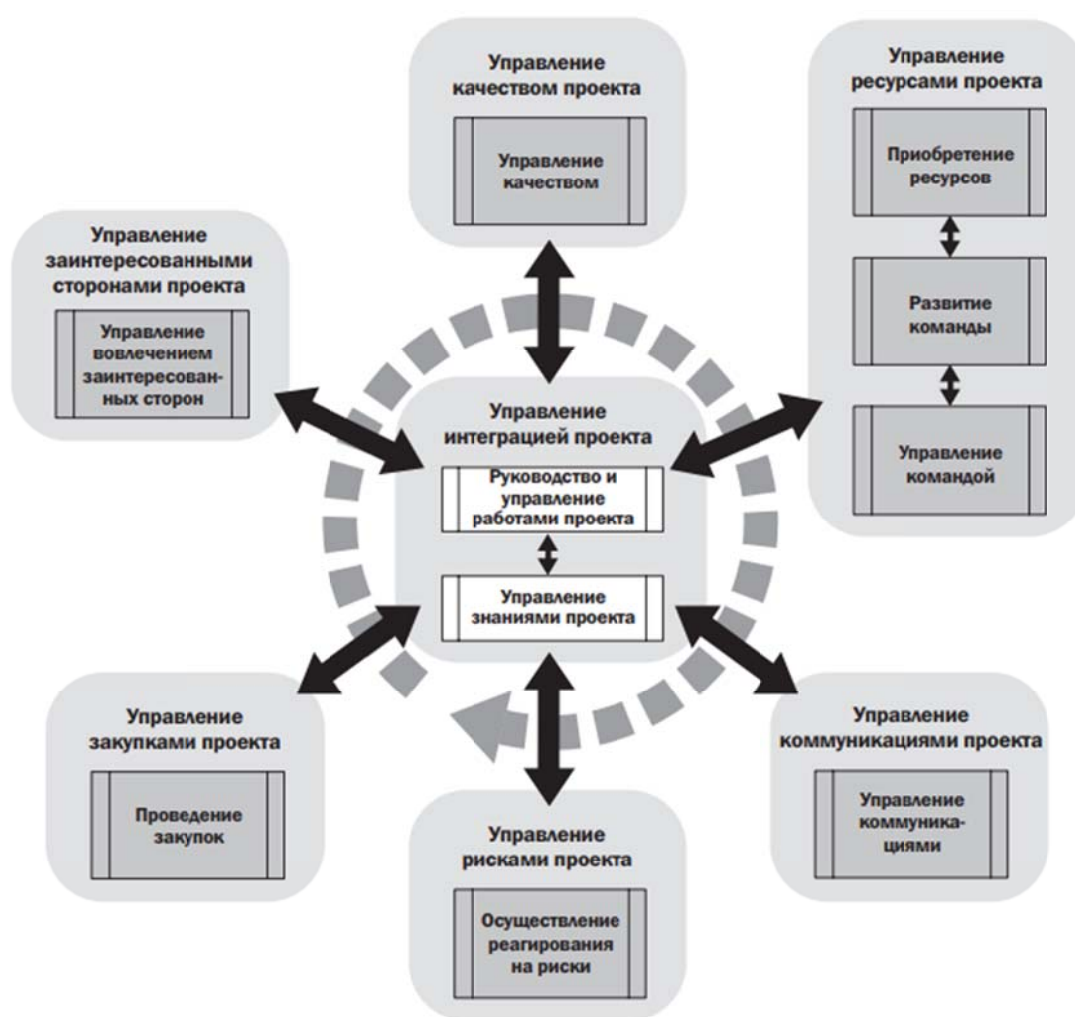 Управление
качеством проекта
Управление
качеством
Управление
ресурсами проекта
Приобретение
ресурсов
Развитие
команды
Управление
командой
Управление
заинтересованными
сторонами проекта
Управление
вовлечением
заинтересован-
ных сторон
Управление
интеграцией проекта
Руководство и
управление
работами проекта
Управление
знаниями проекта
Управление
закупками проекта
Проведение
закупок
Управление
рисками проекта
Осуществление
реагирования
на риски
Управление
коммуникациями проекта
Управление
коммуника-
циями